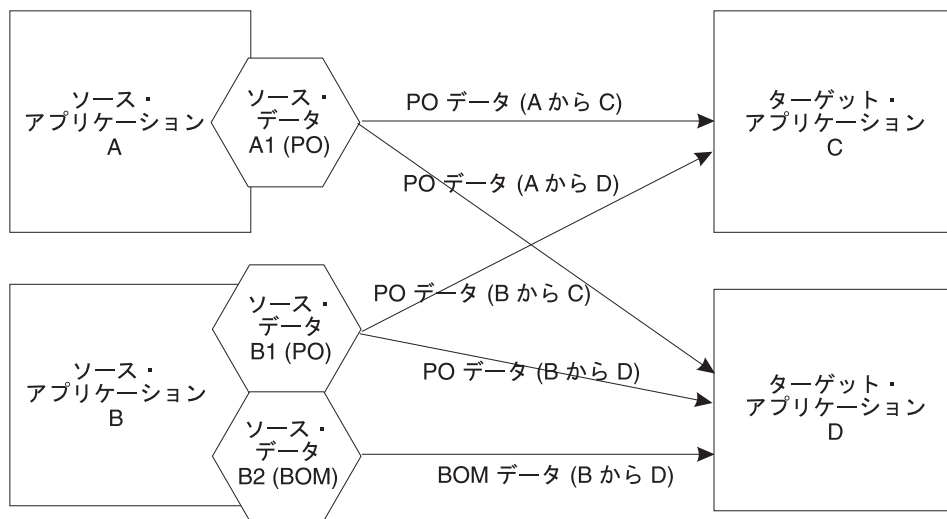 ソース・
アプリケーション
A
ソース・
データ
A1 (PO)
PO データ (A から C)
ターゲット・
アプリケーション
C
PO データ (A から D)
ソース・
アプリケーション
B
ソース・
データ
B1 (PO)
PO データ (B から C)
PO データ (B から D)
ターゲット・
アプリケーション
D
ソース・
データ
B2 (BOM)
BOM データ (B から D)